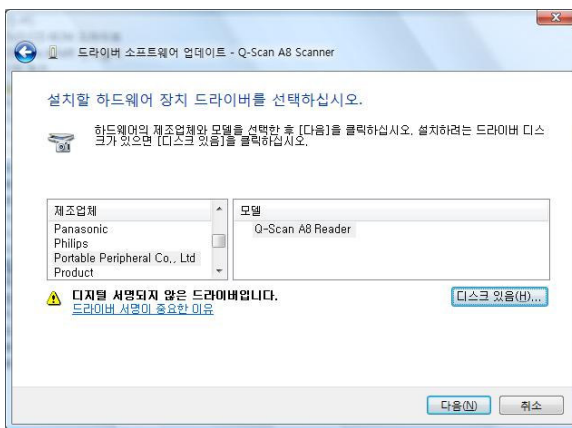 드라이버 소프트웨어 업데이트 - Q-Scan A8 Scanner
설치할 하드웨어 장치 드라이버를 선택하십시오.
하드웨어의 제조업체와 모델을 선택한 후 [다음]을 클릭하십시오. 설치하려는 드라이버 디스
크가 있으면 [디스크 있음]을 클릭하십시오.
제조업체
Panasonic
Philips
Portable Peripheral Co., Ltd
Product
모델
Q-Scan A8 Reader
디지털 서명되지 않은 드라이버입니다.
드라이버 서명이 중요한 이유
디스크 있음(H)...
다음(N)
취소